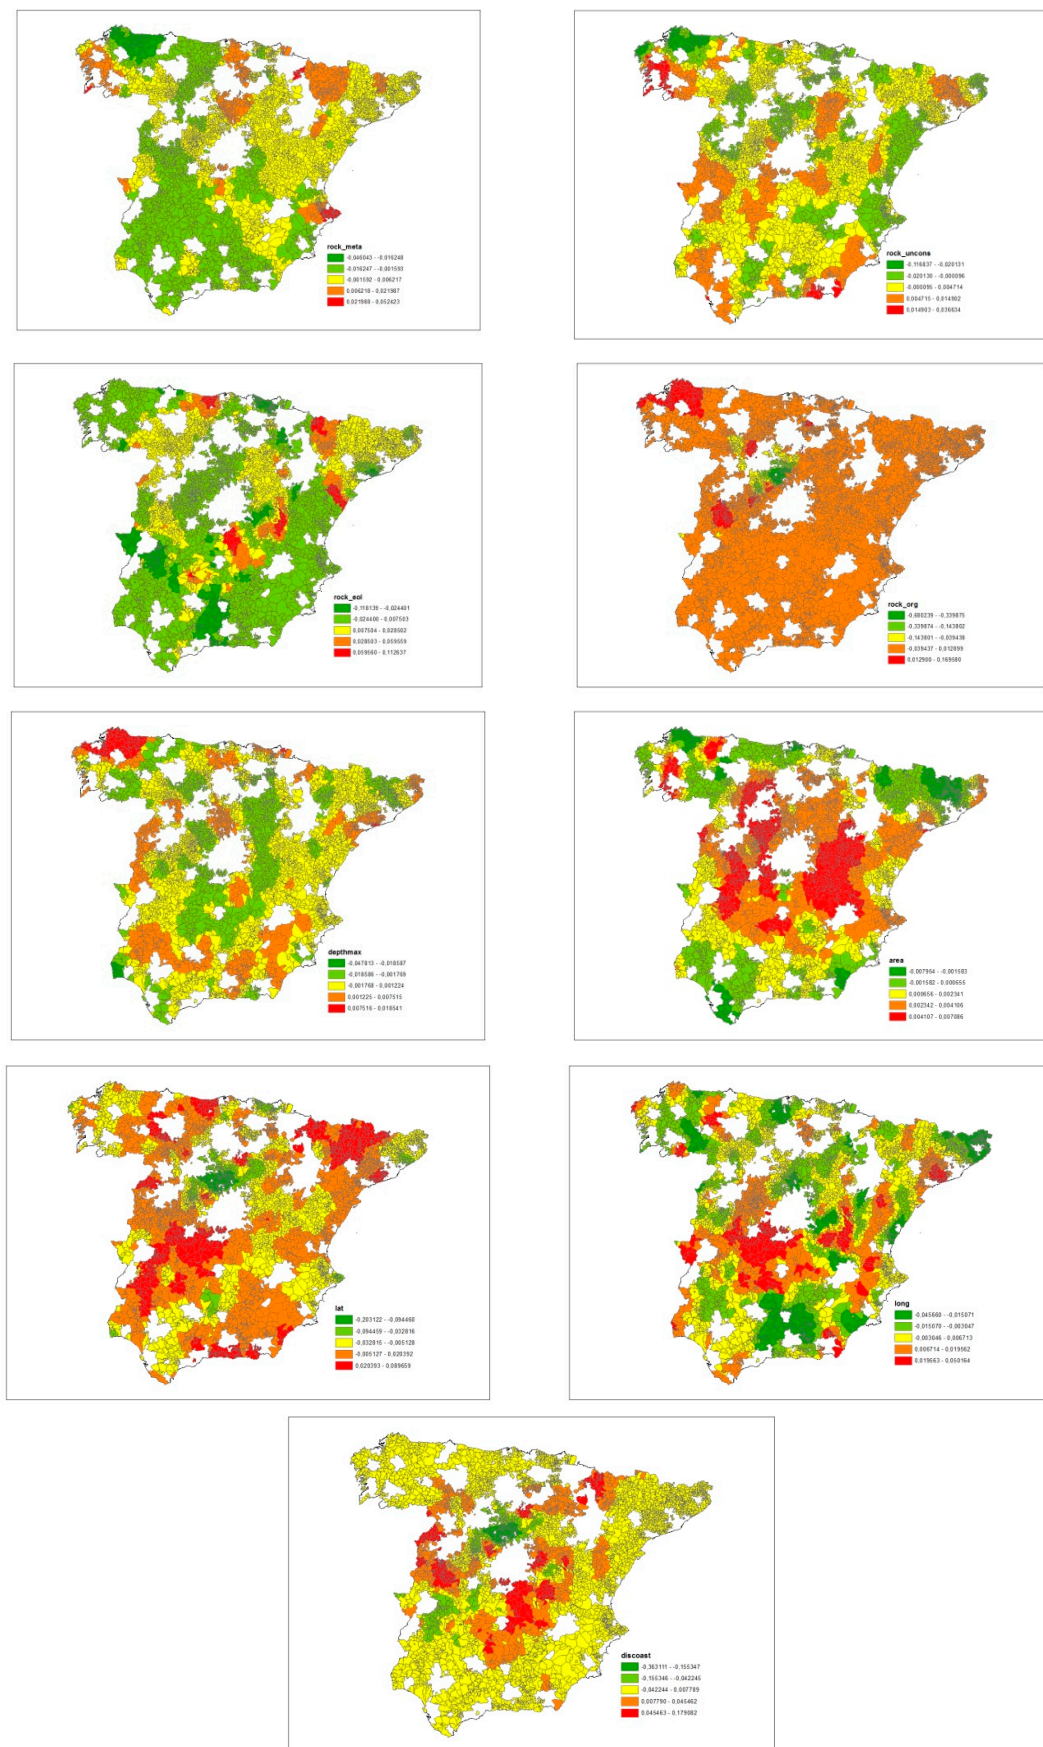 rock_meta
-0,046043 - -0,016248
-0,016247 - -0,001593
-0,001592 - 0,006217
0,006218 - 0,021987
0,021988 - 0,052423
rock_uncons
-0,116837 - -0,020131
-0,020130 - -0,000096
-0,000095 - 0,004714
0,004715 - 0,014902
0,014903 - 0,036634
rock_eol
-0,118139 - -0,024401
-0,024400 - 0,007503
0,007504 - 0,028502
0,028503 - 0,059559
0,059560 - 0,112637
rock_org
-0,680239 - -0,339875
-0,339874 - -0,143802
-0,143801 - -0,039438
-0,039437 - 0,012899
0,012900 - 0,169580
depthmax
-0,047813 - -0,018587
-0,018586 - -0,001769
-0,001768 - 0,001224
0,001225 - 0,007515
0,007516 - 0,018541
area
-0,007954 - -0,001583
-0,001582 - 0,000655
0,000656 - 0,002341
0,002342 - 0,004106
0,004107 - 0,007086
lat
-0,203122 - -0,094460
-0,094459 - -0,032816
-0,032815 - -0,005128
-0,005127 - 0,020392
0,020393 - 0,089659
long
-0,045660 - -0,015071
-0,015070 - -0,003047
-0,003046 - 0,006713
0,006714 - 0,019562
0,019563 - 0,050164
discoast
-0,363111 - -0,155347
-0,155346 - -0,042245
-0,042244 - 0,007789
0,007790 - 0,045462
0,045463 - 0,179082